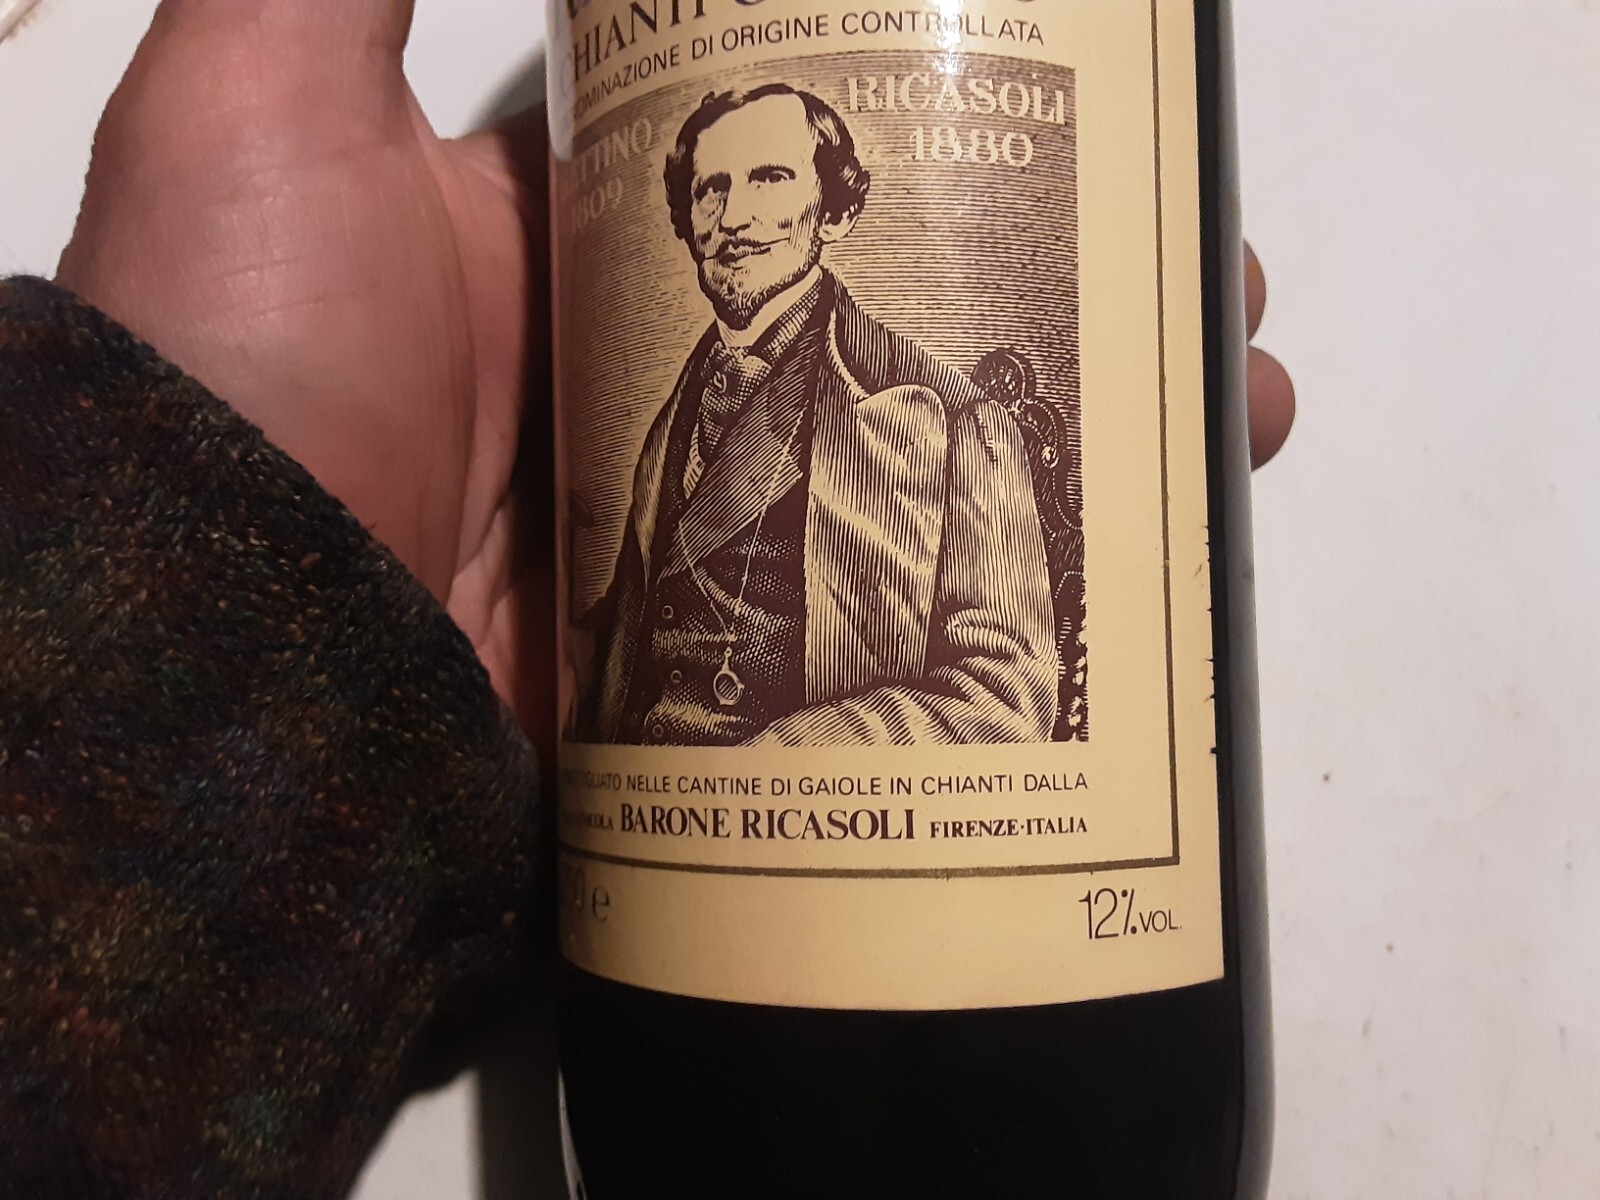 CHIANTI
DI ORIGINE CONTROLLATA
RICASOLI
1880
1809
NELLE CANTINE DI GAIOLE IN CHIANTI DALLA
BARONE RICASOLI FIRENZE·ITALIA
e
12% VOL.